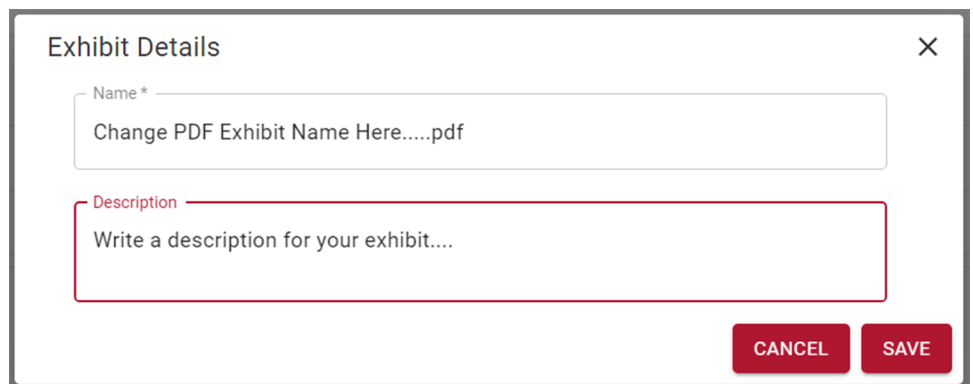 Exhibit Details
Name *
Change PDF Exhibit Name Here.....pdf
Description
Write a description for your exhibit....
CANCEL SAVE